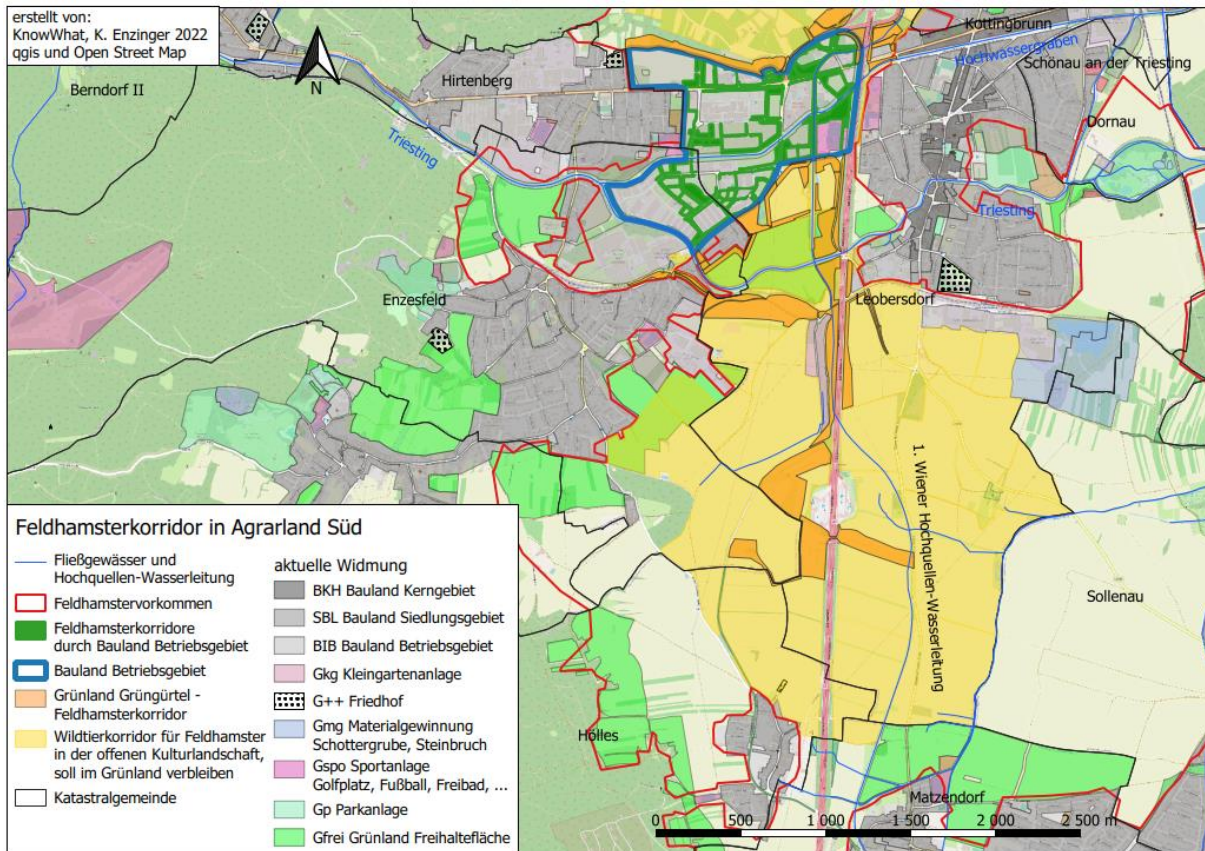 erstellt von:
KnowWhat, K. Enzinger 2022
qgis und Open Street Map
N
Berndorf II
Hirtenberg
Kottingbrunn
Hochwassergraben
Schönau an der Triesting
Dornau
Triesting
Triesting
Enzesfeld
Leobersdorf
1. Wiener Hochquellen-Wasserleitung
Sollenau
Hölles
Matzendorf
Feldhamsterkorridor in Agrarland Süd
Fließgewässer und
Hochquellen-Wasserleitung
Feldhamstervorkommen
Feldhamsterkorridore
durch Bauland Betriebsgebiet
Bauland Betriebsgebiet
Grünland Grüngürtel -
Feldhamsterkorridor
Wildtierkorridor für Feldhamster
in der offenen Kulturlandschaft,
soll im Grünland verbleiben
Katastralgemeinde
aktuelle Widmung
BKH Bauland Kerngebiet
SBL Bauland Siedlungsgebiet
BIB Bauland Betriebsgebiet
Gkg Kleingartenanlage
G++ Friedhof
Gmg Materialgewinnung
Schottergrube, Steinbruch
Gspo Sportanlage
Golfplatz, Fußball, Freibad, ...
Gp Parkanlage
Gfrei Grünland Freihaltefläche
0 500 1 000 1 500 2 000 2 500 m